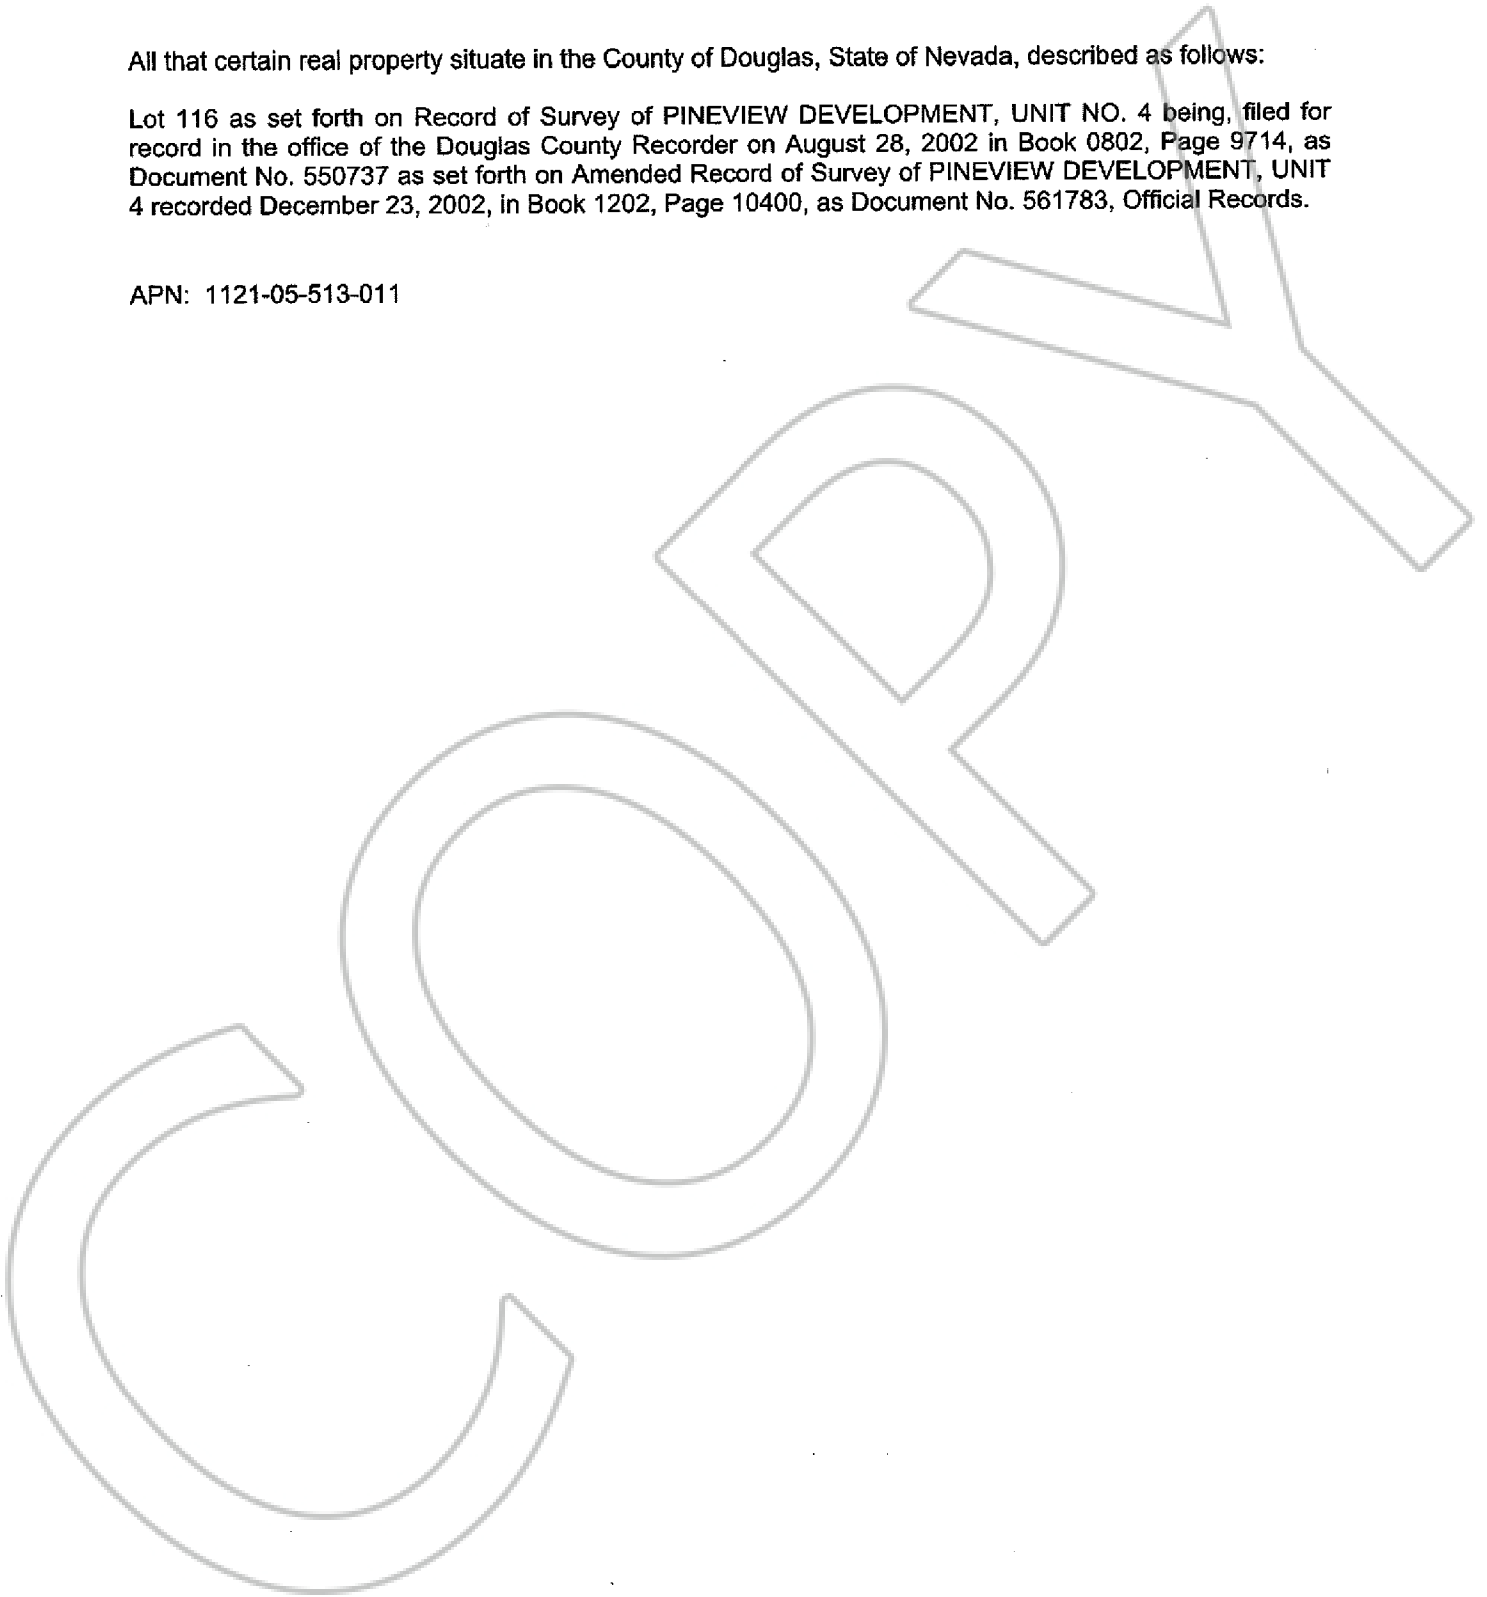 All that certain real property situate in the County of Douglas, State of Nevada, described as follows:
Lot 116 as set forth on Record of Survey of PINEVIEW DEVELOPMENT, UNIT NO. 4 being, filed for
record in the office of the Douglas County Recorder on August 28, 2002 in Book 0802, Page 9714, as
Document No. 550737 as set forth on Amended Record of Survey of PINEVIEW DEVELOPMENT, UNIT
4 recorded December 23, 2002, in Book 1202, Page 10400, as Document No. 561783, Official Records.
APN: 1121-05-513-011
COPY